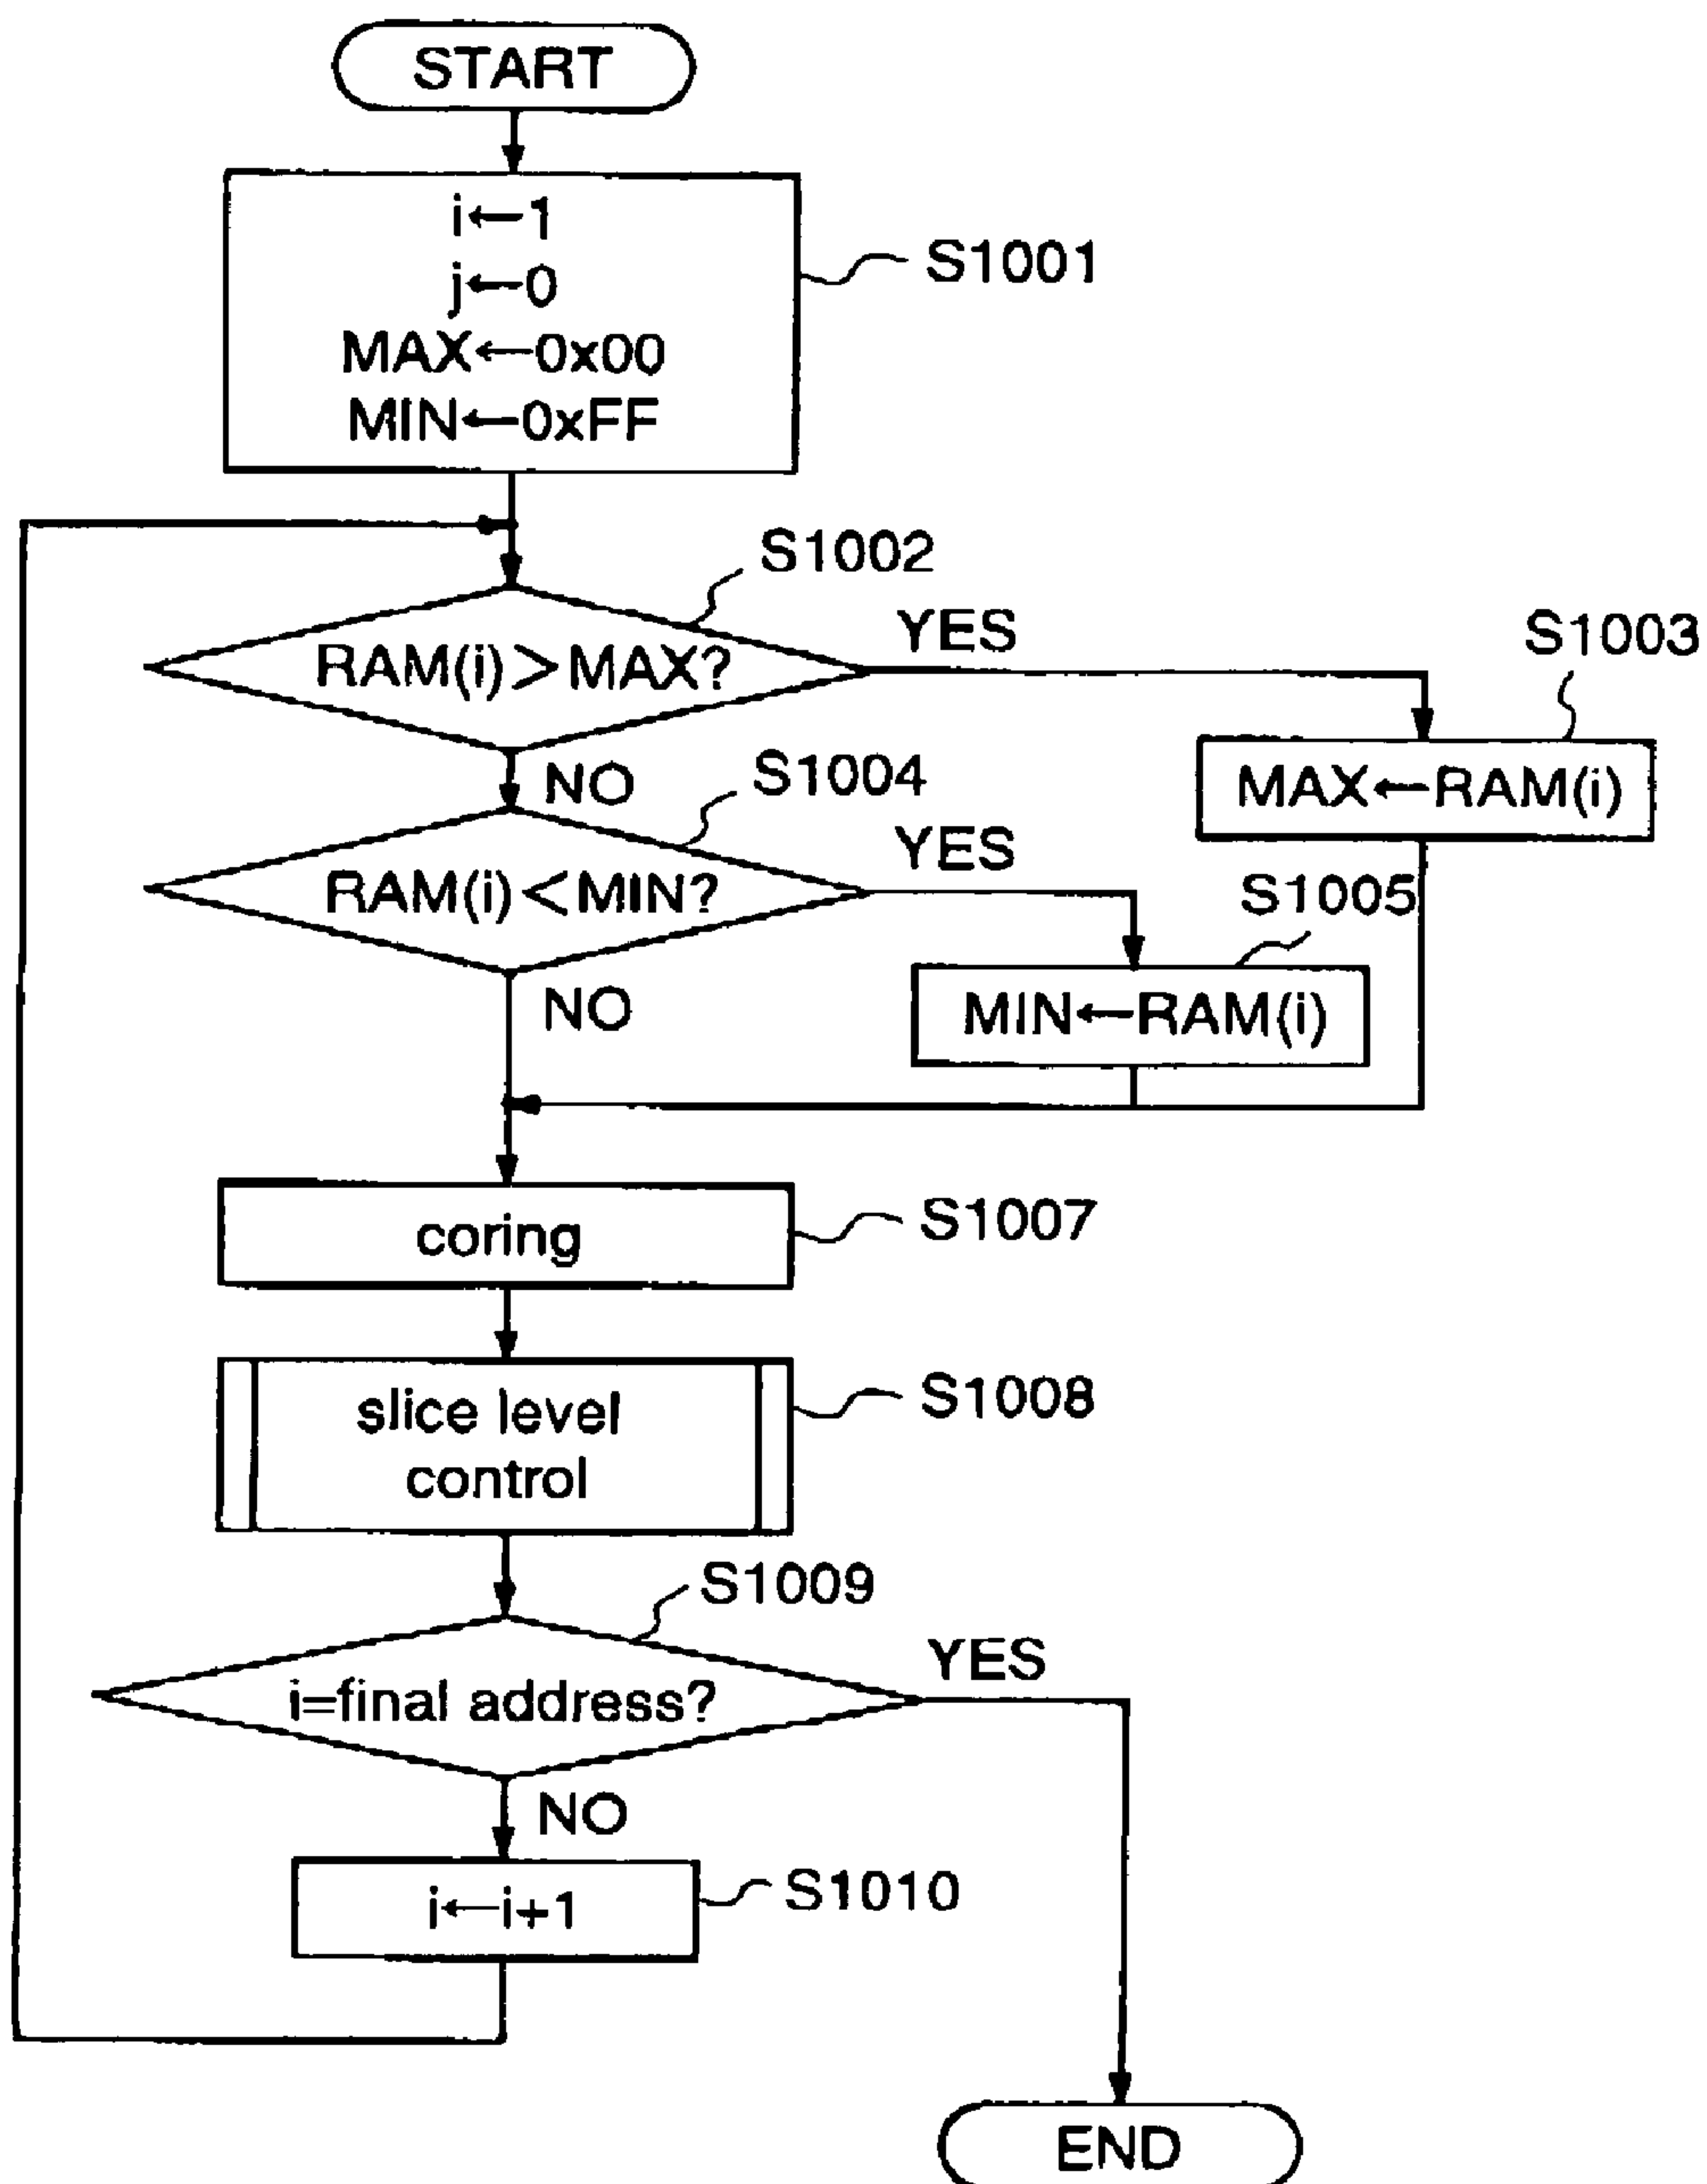 START
i←1
j←0
MAX←0x00
MIN←0xFF
S1001
S1002
RAM(i)>MAX?
YES
S1003
MAX←RAM(i)
NO
S1004
RAM(i)<MIN?
YES
S1005
MIN←RAM(i)
NO
coring
S1007
slice level
control
S1008
S1009
i=final address?
YES
NO
i←i+1
S1010
END